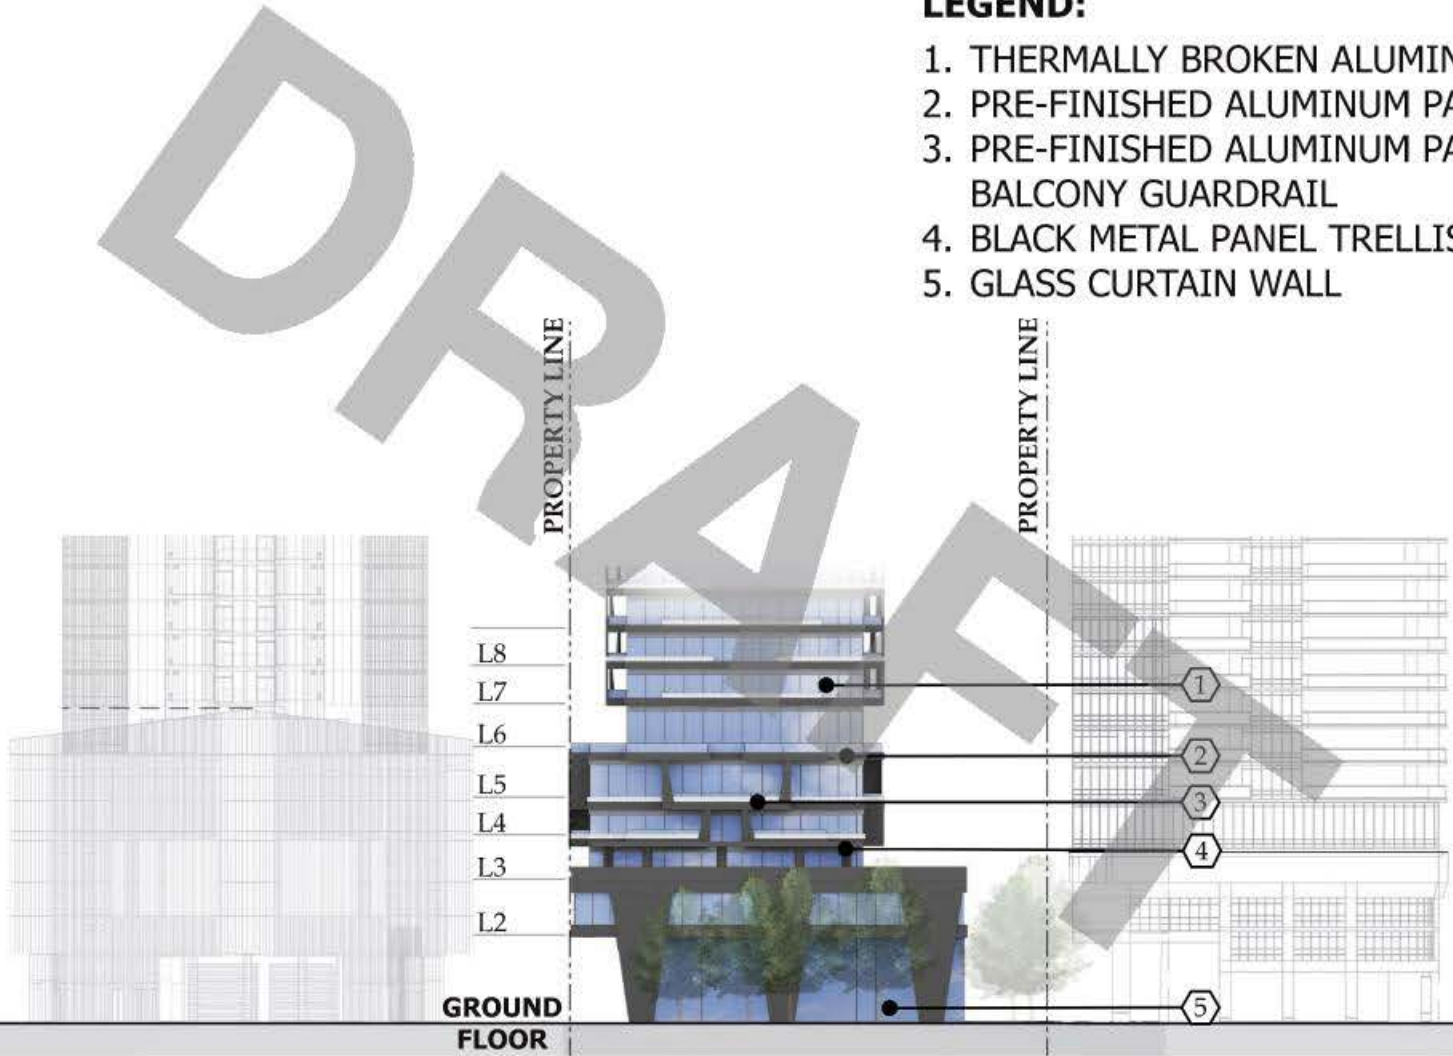 LEGEND:
1. THERMALLY BROKEN ALUMIN
2. PRE-FINISHED ALUMINUM PA
3. PRE-FINISHED ALUMINUM PA
BALCONY GUARDRAIL
4. BLACK METAL PANEL TRELLIS
5. GLASS CURTAIN WALL
DRAFT
PROPERTY LINE
PROPERTY LINE
L8
L7
L6
L5
L4
L3
L2
GROUND
FLOOR
1
2
3
4
5